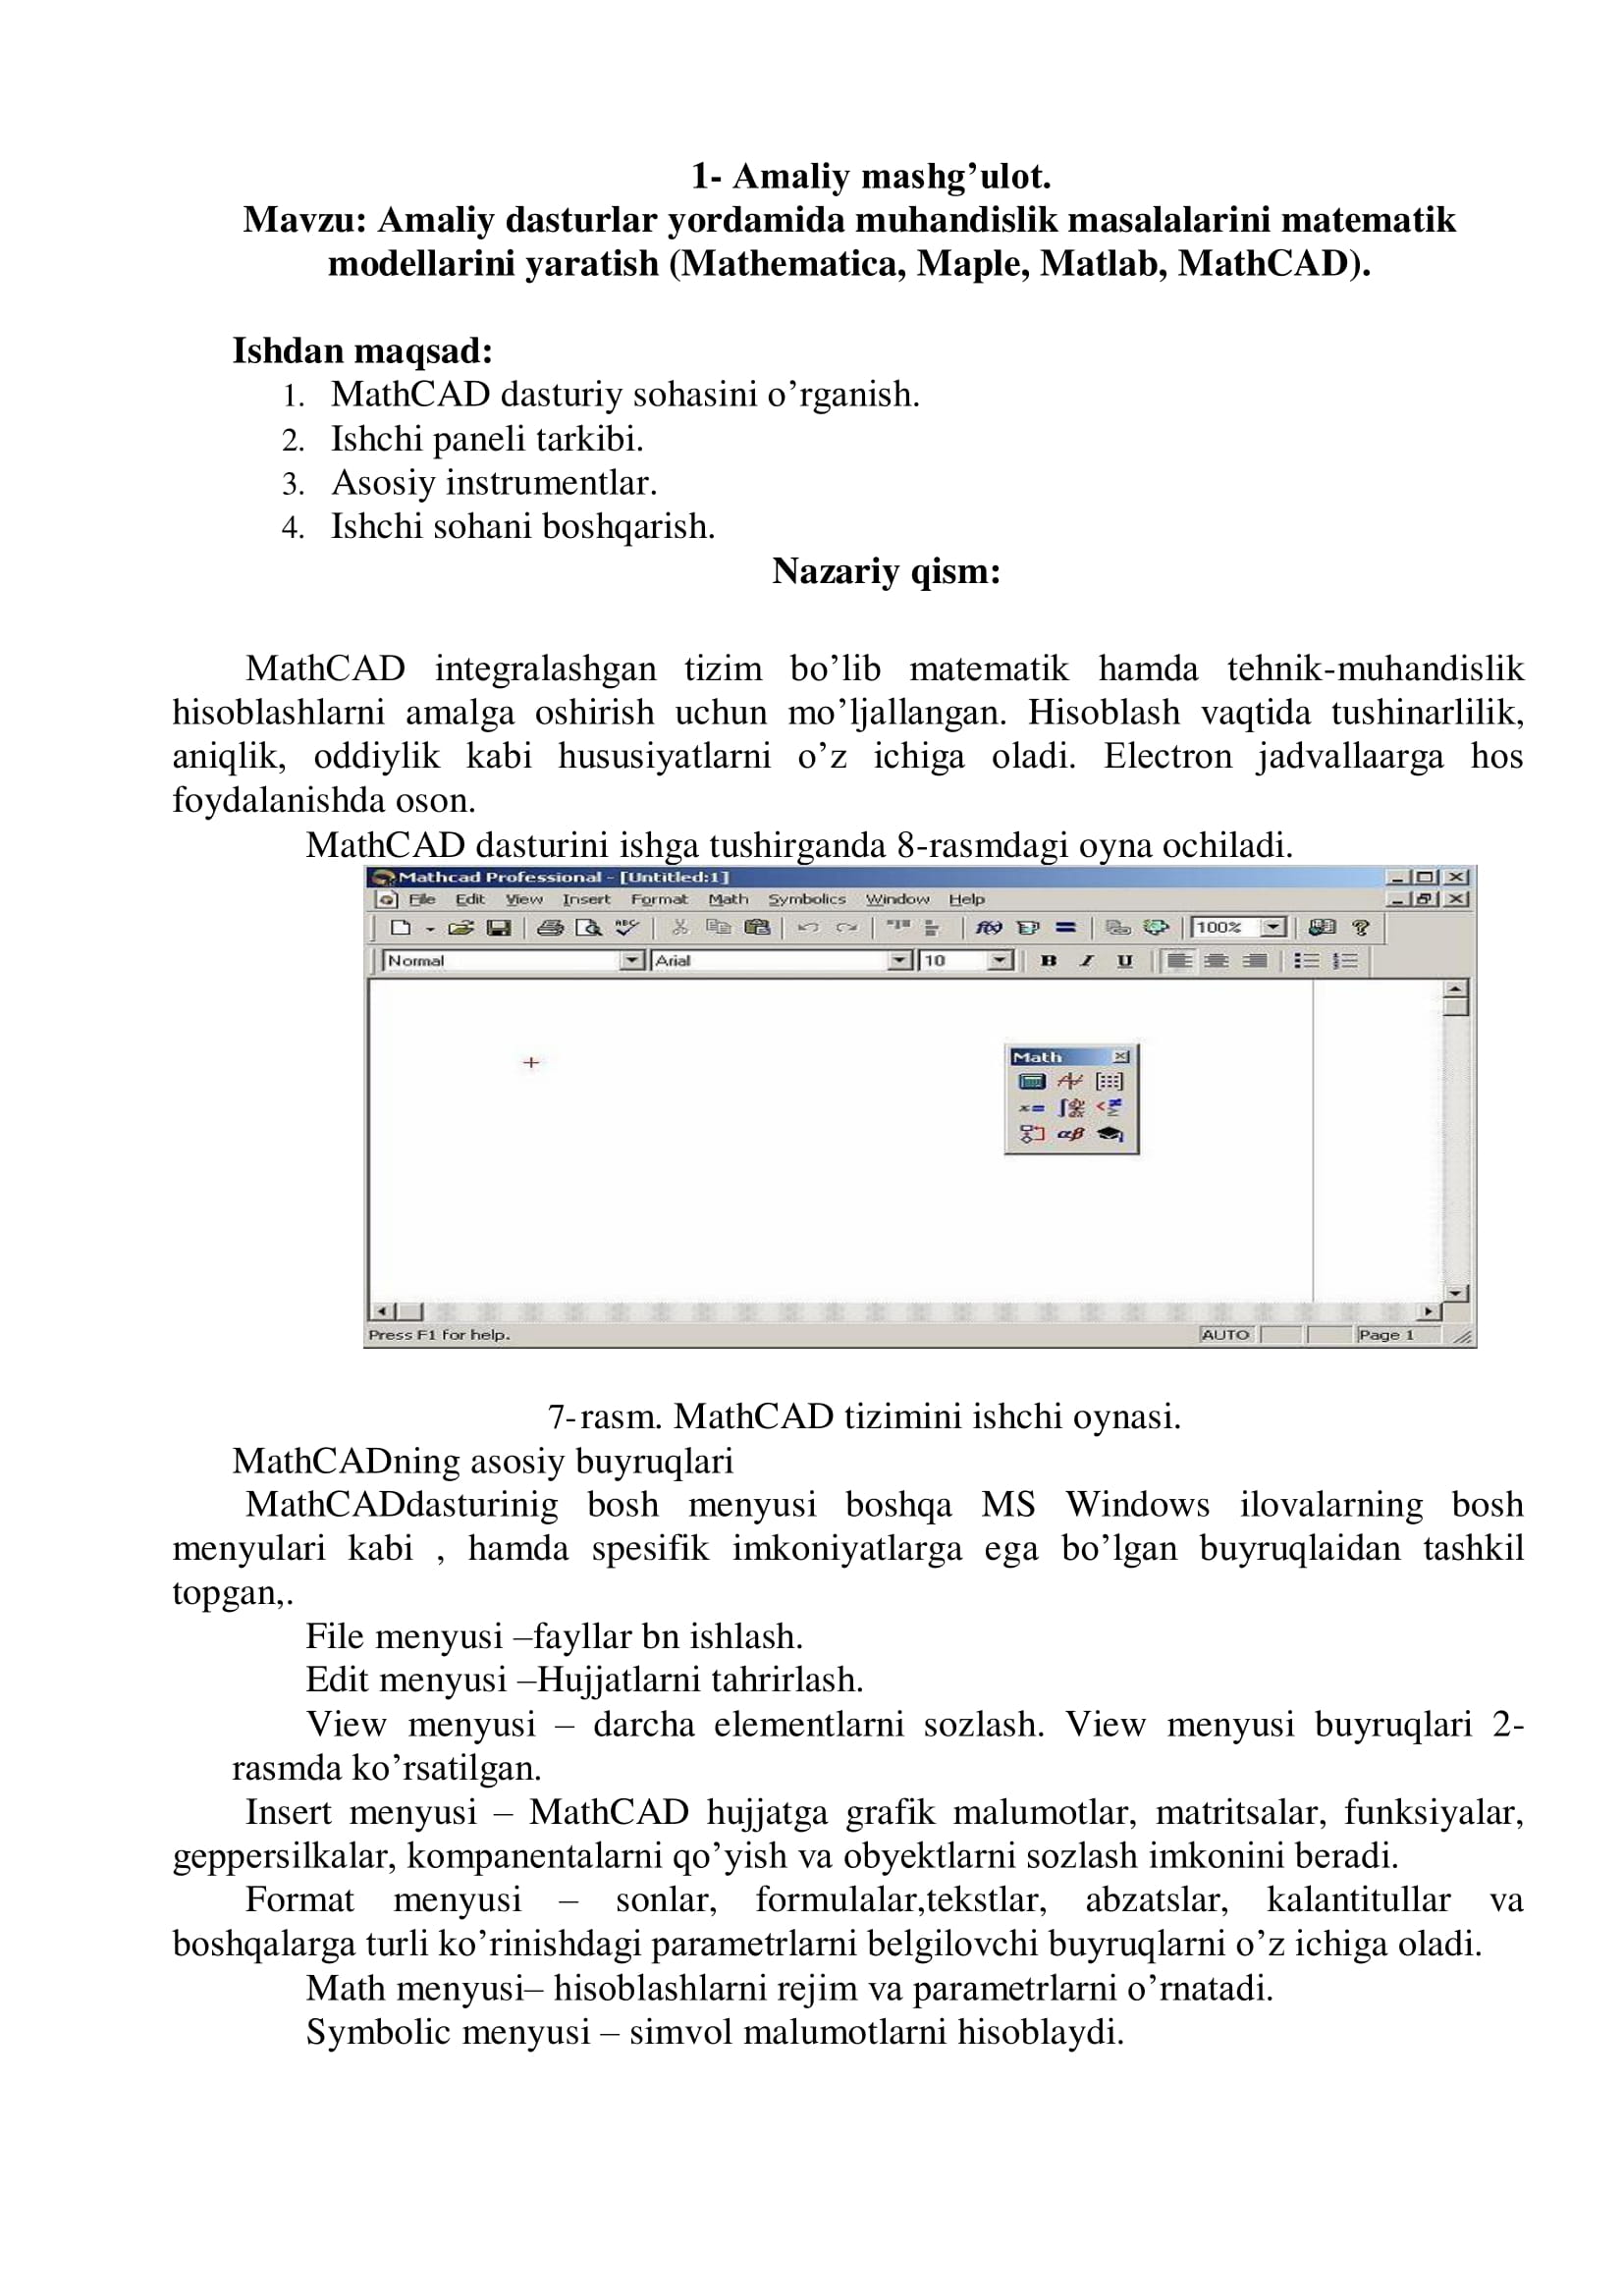 1- Amaliy mashg’ulot.
Mavzu: Amaliy dasturlar yordamida muhandislik masalalarini matematik
modellarini yaratish (Mathematica, Maple, Matlab, MathCAD).
Ishdan maqsad:
1. MathCAD dasturiy sohasini o’rganish.
2. Ishchi paneli tarkibi.
3. Asosiy instrumentlar.
4. Ishchi sohani boshqarish.
Nazariy qism:
MathCAD integralashgan tizim bo’lib matematik hamda tehnik-muhandislik
hisoblashlarni amalga oshirish uchun mo’ljallangan. Hisoblash vaqtida tushinarlilik,
aniqlik, oddiylik kabi hususiyatlarni o’z ichiga oladi. Electron jadvallaarga hos
foydalanishda oson.
MathCAD dasturini ishga tushirganda 8-rasmdagi oyna ochiladi.
Mathcad Professional - [Untitled:1]
File Edit View Insert Format Math Symbolics Window Help
100%
Normal Arial 10 B I U
Math
Press F1 for help. AUTO Page 1
7-rasm. MathCAD tizimini ishchi oynasi.
MathCADning asosiy buyruqlari
MathCADdasturinig bosh menyusi boshqa MS Windows ilovalarning bosh
menyulari kabi , hamda spesifik imkoniyatlarga ega bo’lgan buyruqlaidan tashkil
topgan,.
File menyusi –fayllar bn ishlash.
Edit menyusi –Hujjatlarni tahrirlash.
View menyusi – darcha elementlarni sozlash. View menyusi buyruqlari 2-
rasmda ko’rsatilgan.
Insert menyusi – MathCAD hujjatga grafik malumotlar, matritsalar, funksiyalar,
geppersilkalar, kompanentalarni qo’yish va obyektlarni sozlash imkonini beradi.
Format menyusi – sonlar, formulalar,tekstlar, abzatslar, kalantitullar va
boshqalarga turli ko’rinishdagi parametrlarni belgilovchi buyruqlarni o’z ichiga oladi.
Math menyusi– hisoblashlarni rejim va parametrlarni o’rnatadi.
Symbolic menyusi – simvol malumotlarni hisoblaydi.